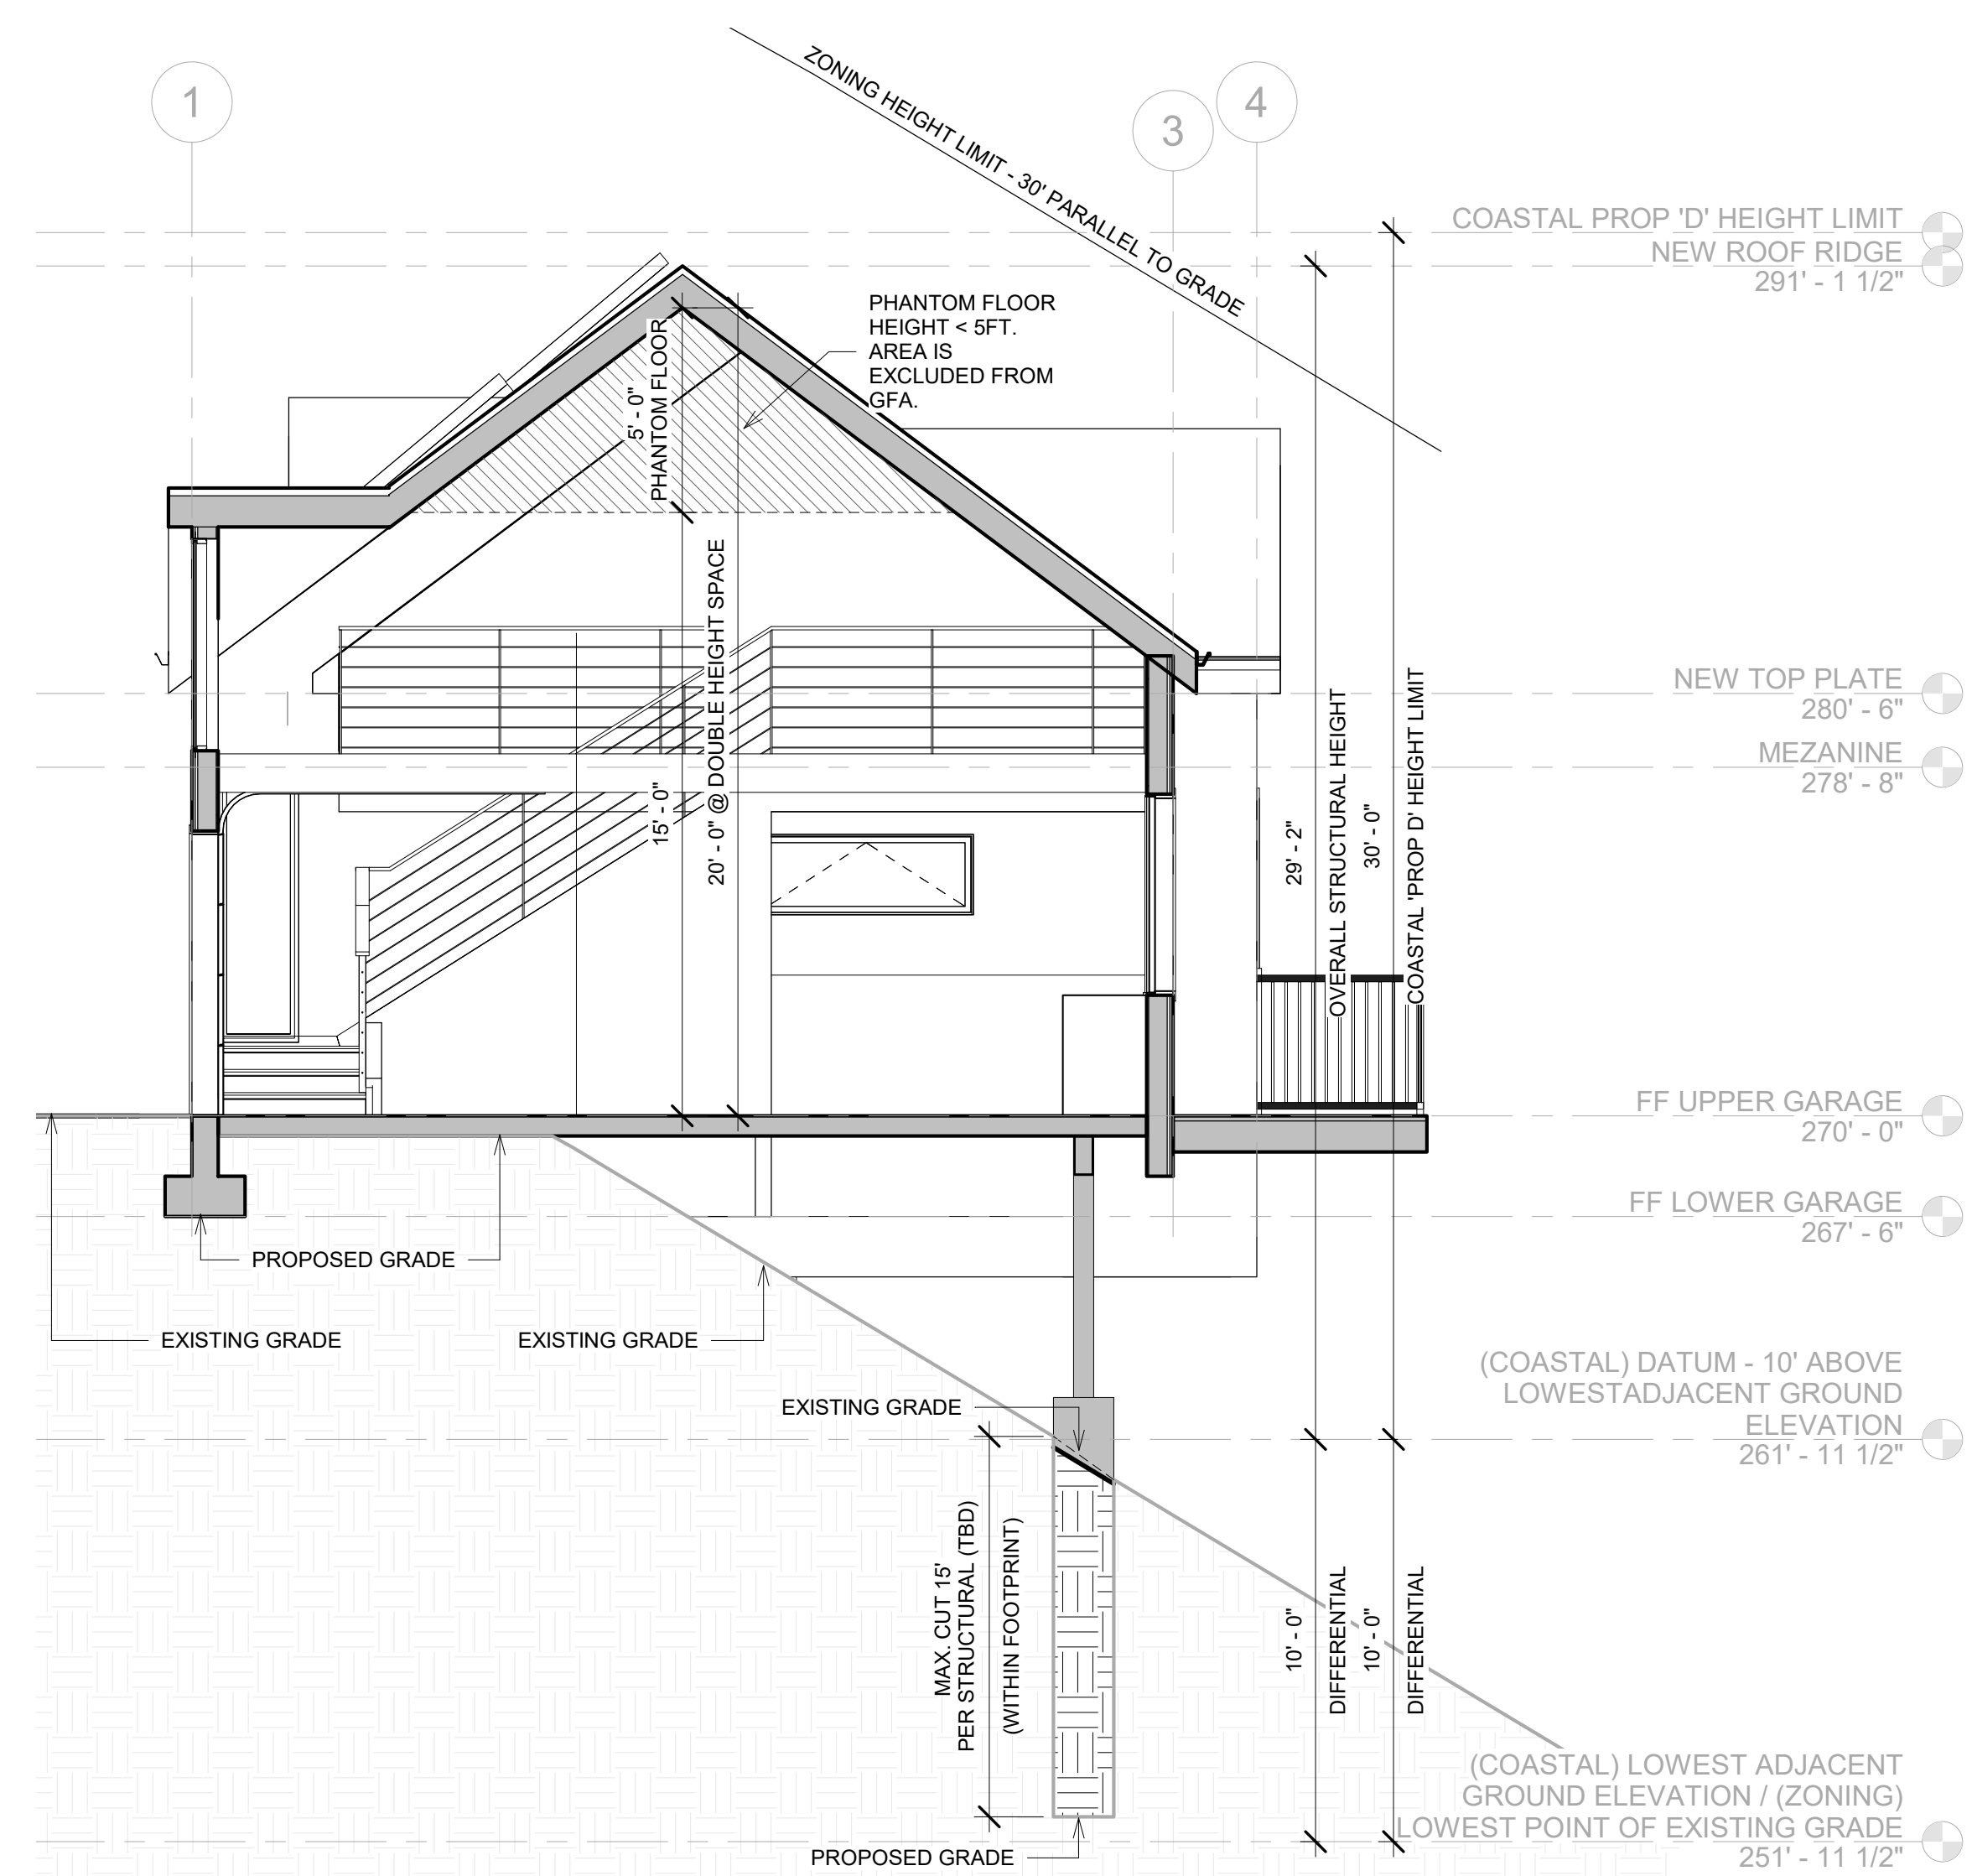 1
3
4
ZONING HEIGHT LIMIT - 30' PARALLEL TO GRADE
COASTAL PROP 'D' HEIGHT LIMIT
NEW ROOF RIDGE
291' - 1 1/2"
PHANTOM FLOOR
HEIGHT < 5FT.
AREA IS
EXCLUDED FROM
GFA.
5' - 0"
PHANTOM FLOOR
15' - 0"
20' - 0" @ DOUBLE HEIGHT SPACE
29' - 2"
OVERALL STRUCTURAL HEIGHT
30' - 0"
COASTAL 'PROP D' HEIGHT LIMIT
NEW TOP PLATE
280' - 6"
MEZANINE
278' - 8"
FF UPPER GARAGE
270' - 0"
FF LOWER GARAGE
267' - 6"
PROPOSED GRADE
EXISTING GRADE
EXISTING GRADE
EXISTING GRADE
(COASTAL) DATUM - 10' ABOVE
LOWESTADJACENT GROUND
ELEVATION
261' - 11 1/2"
MAX. CUT 15'
PER STRUCTURAL (TBD)
(WITHIN FOOTPRINT)
10' - 0"
DIFFERENTIAL
10' - 0"
DIFFERENTIAL
(COASTAL) LOWEST ADJACENT
GROUND ELEVATION / (ZONING)
LOWEST POINT OF EXISTING GRADE
251' - 11 1/2"
PROPOSED GRADE